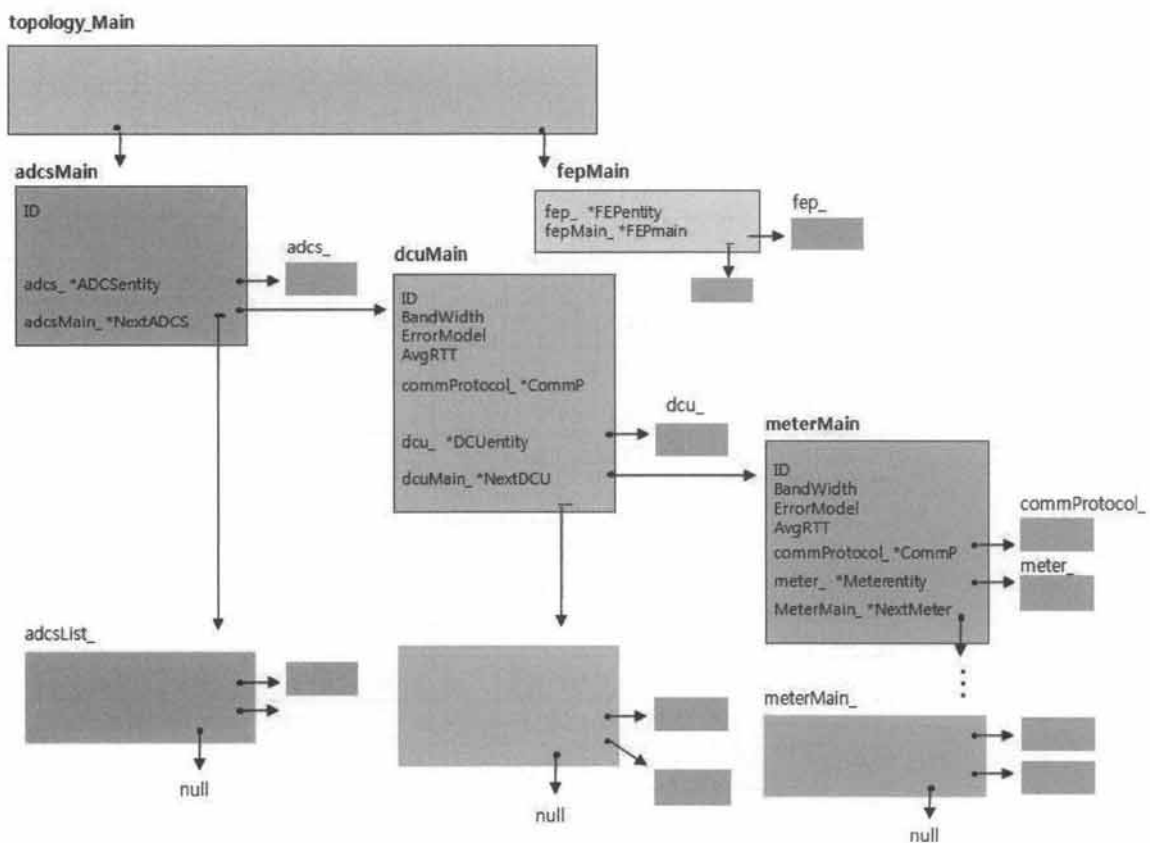 topology_Main
adcsMain
ID
adcs_ *ADCSentity
adcsMain_ *NextADCS
adcs_
fepMain
fep_ *FEPentity
fepMain_ *FEPmain
fep_
dcuMain
ID
BandWidth
ErrorModel
AvgRTT
commProtocol_ *CommP
dcu_ *DCUentity
dcuMain_ *NextDCU
dcu_
meterMain
ID
BandWidth
ErrorModel
AvgRTT
commProtocol_ *CommP
meter_ *Meterentity
MeterMain_ *NextMeter
commProtocol_
meter_
adcsList_
null
null
meterMain_
null